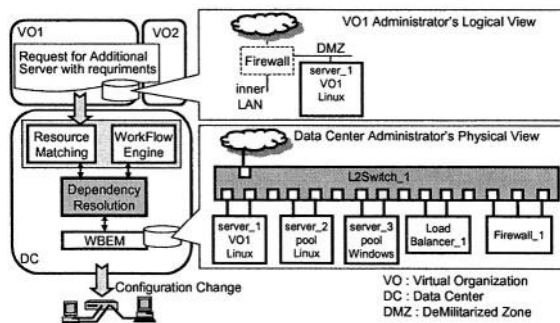 VO1
VO2
Request for Additional
Server with requriments
VO1 Administrator's Logical View
Firewall
DMZ
inner
LAN
server_1
VO1
Linux
Resource
Matching
WorkFlow
Engine
Dependency
Resolution
WBEM
DC
Configuration Change
Data Center Administrator's Physical View
L2Switch_1
server_1
VO1
Linux
server_2
pool
Linux
server_3
pool
Windows
Load
Balancer_1
Firewall_1
VO : Virtual Organization
DC : Data Center
DMZ : DeMilitarized Zone